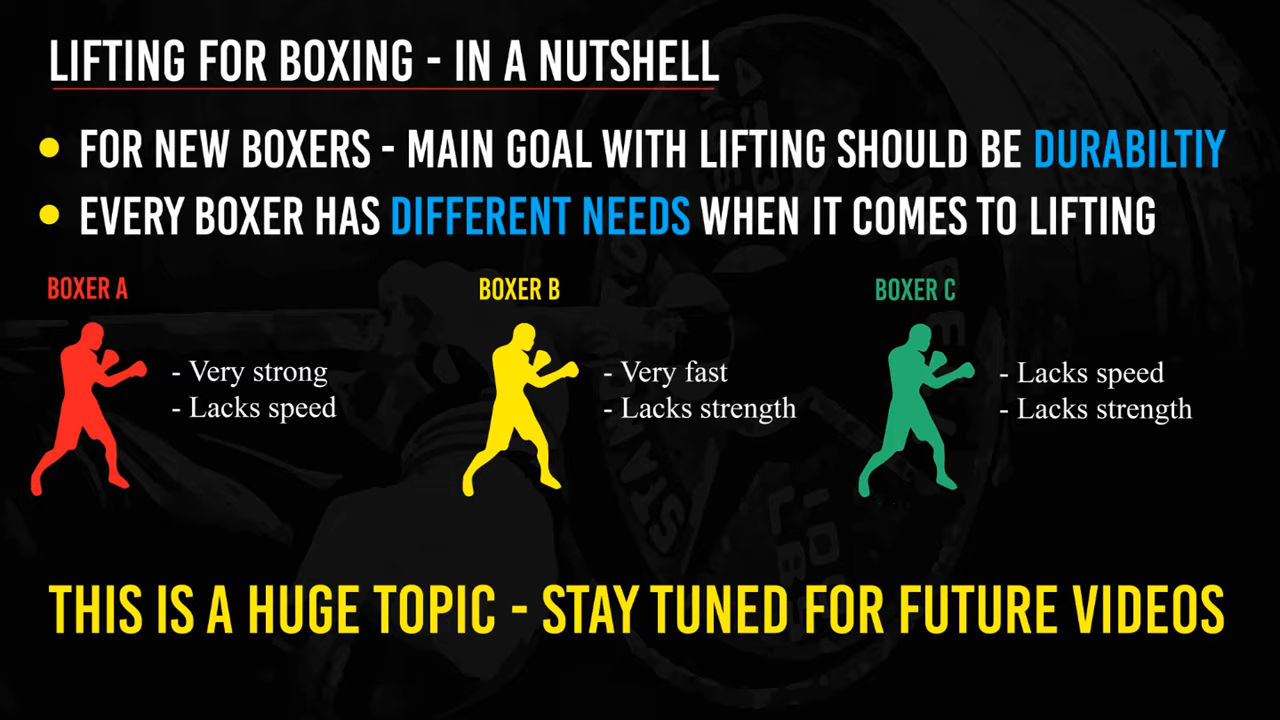 LIFTING FOR BOXING - IN A NUTSHELL
FOR NEW BOXERS - MAIN GOAL WITH LIFTING SHOULD BE DURABILTIY
EVERY BOXER HAS DIFFERENT NEEDS WHEN IT COMES TO LIFTING
BOXER A
- Very strong
- Lacks speed
BOXER B
- Very fast
- Lacks strength
BOXER C
- Lacks speed
- Lacks strength
THIS IS A HUGE TOPIC - STAY TUNED FOR FUTURE VIDEOS